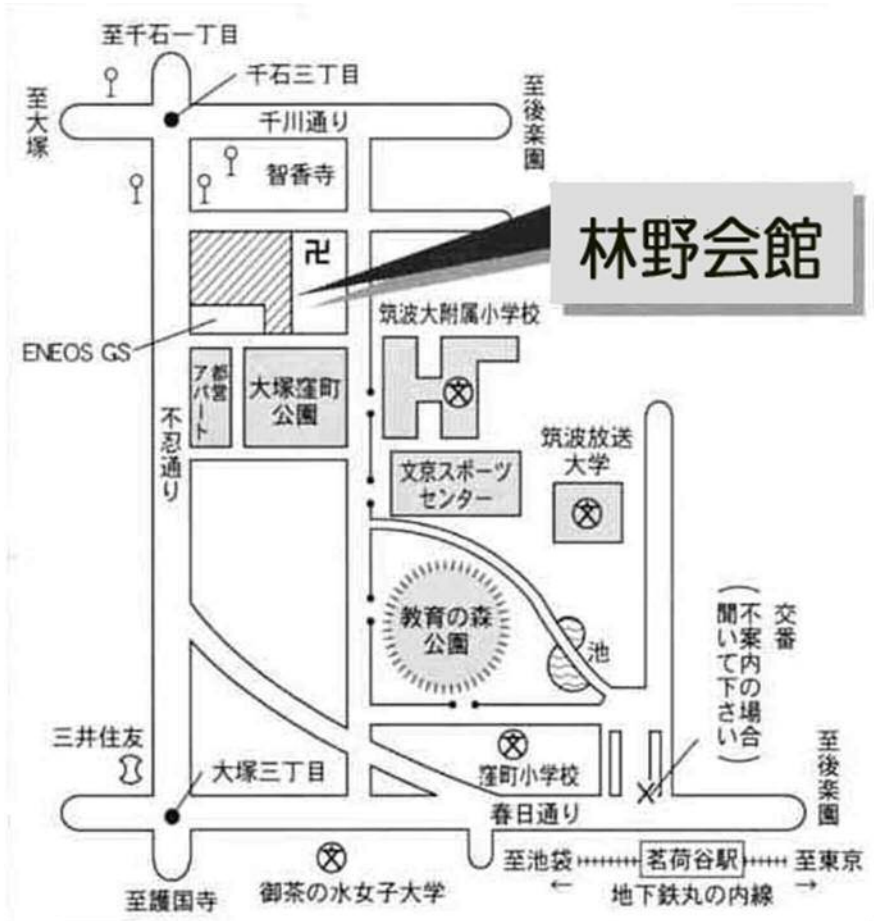 至千石一丁目
至大塚
千石三丁目
千川通り
至後楽園
智香寺
林野会館
卍
筑波大附属小学校
ENEOS GS
都営
アパート
大塚窪町
公園
不忍通り
文京スポーツ
センター
筑波放送
大学
教育の森
公園
池
交番
(不案内の場合
聞いて下さい)
三井住友
大塚三丁目
窪町小学校
至後楽園
春日通り
至池袋
茗荷谷駅
至東京
← 地下鉄丸の内線 →
至護国寺
御茶の水女子大学